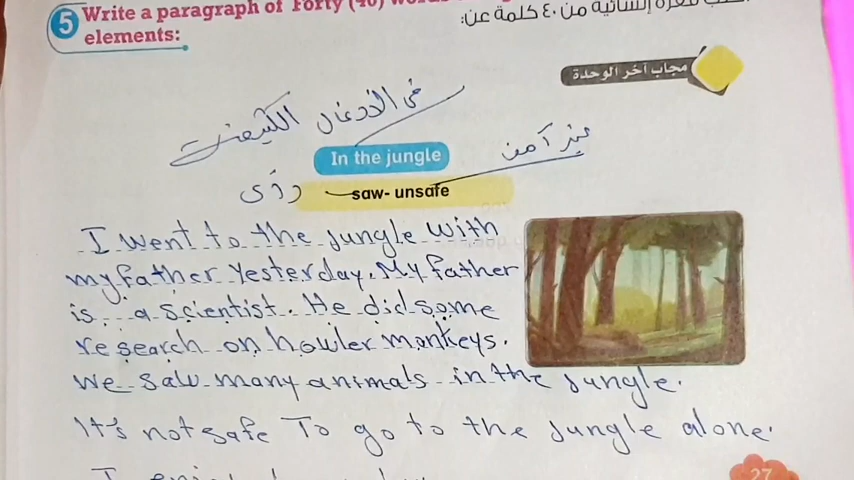 5 Write a paragraph of Forty (40)
elements:
من ٤٠ كلمة عن:
مجاب آخر الوحدة
فى الأدغال الكثيفة
In the jungle
غير آمن
saw- unsafe
رأى
I went to the jungle with
my father yesterday. My father
is a scientist. He did some
research on howler monkeys.
We saw many animals in the jungle.
It's not safe To go to the jungle alone.
27